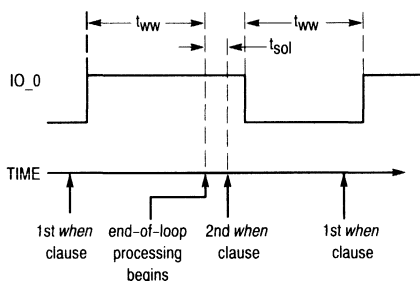 tww
tsol
tww
IO_0
TIME
1st when clause
end-of-loop processing begins
2nd when clause
1st when clause